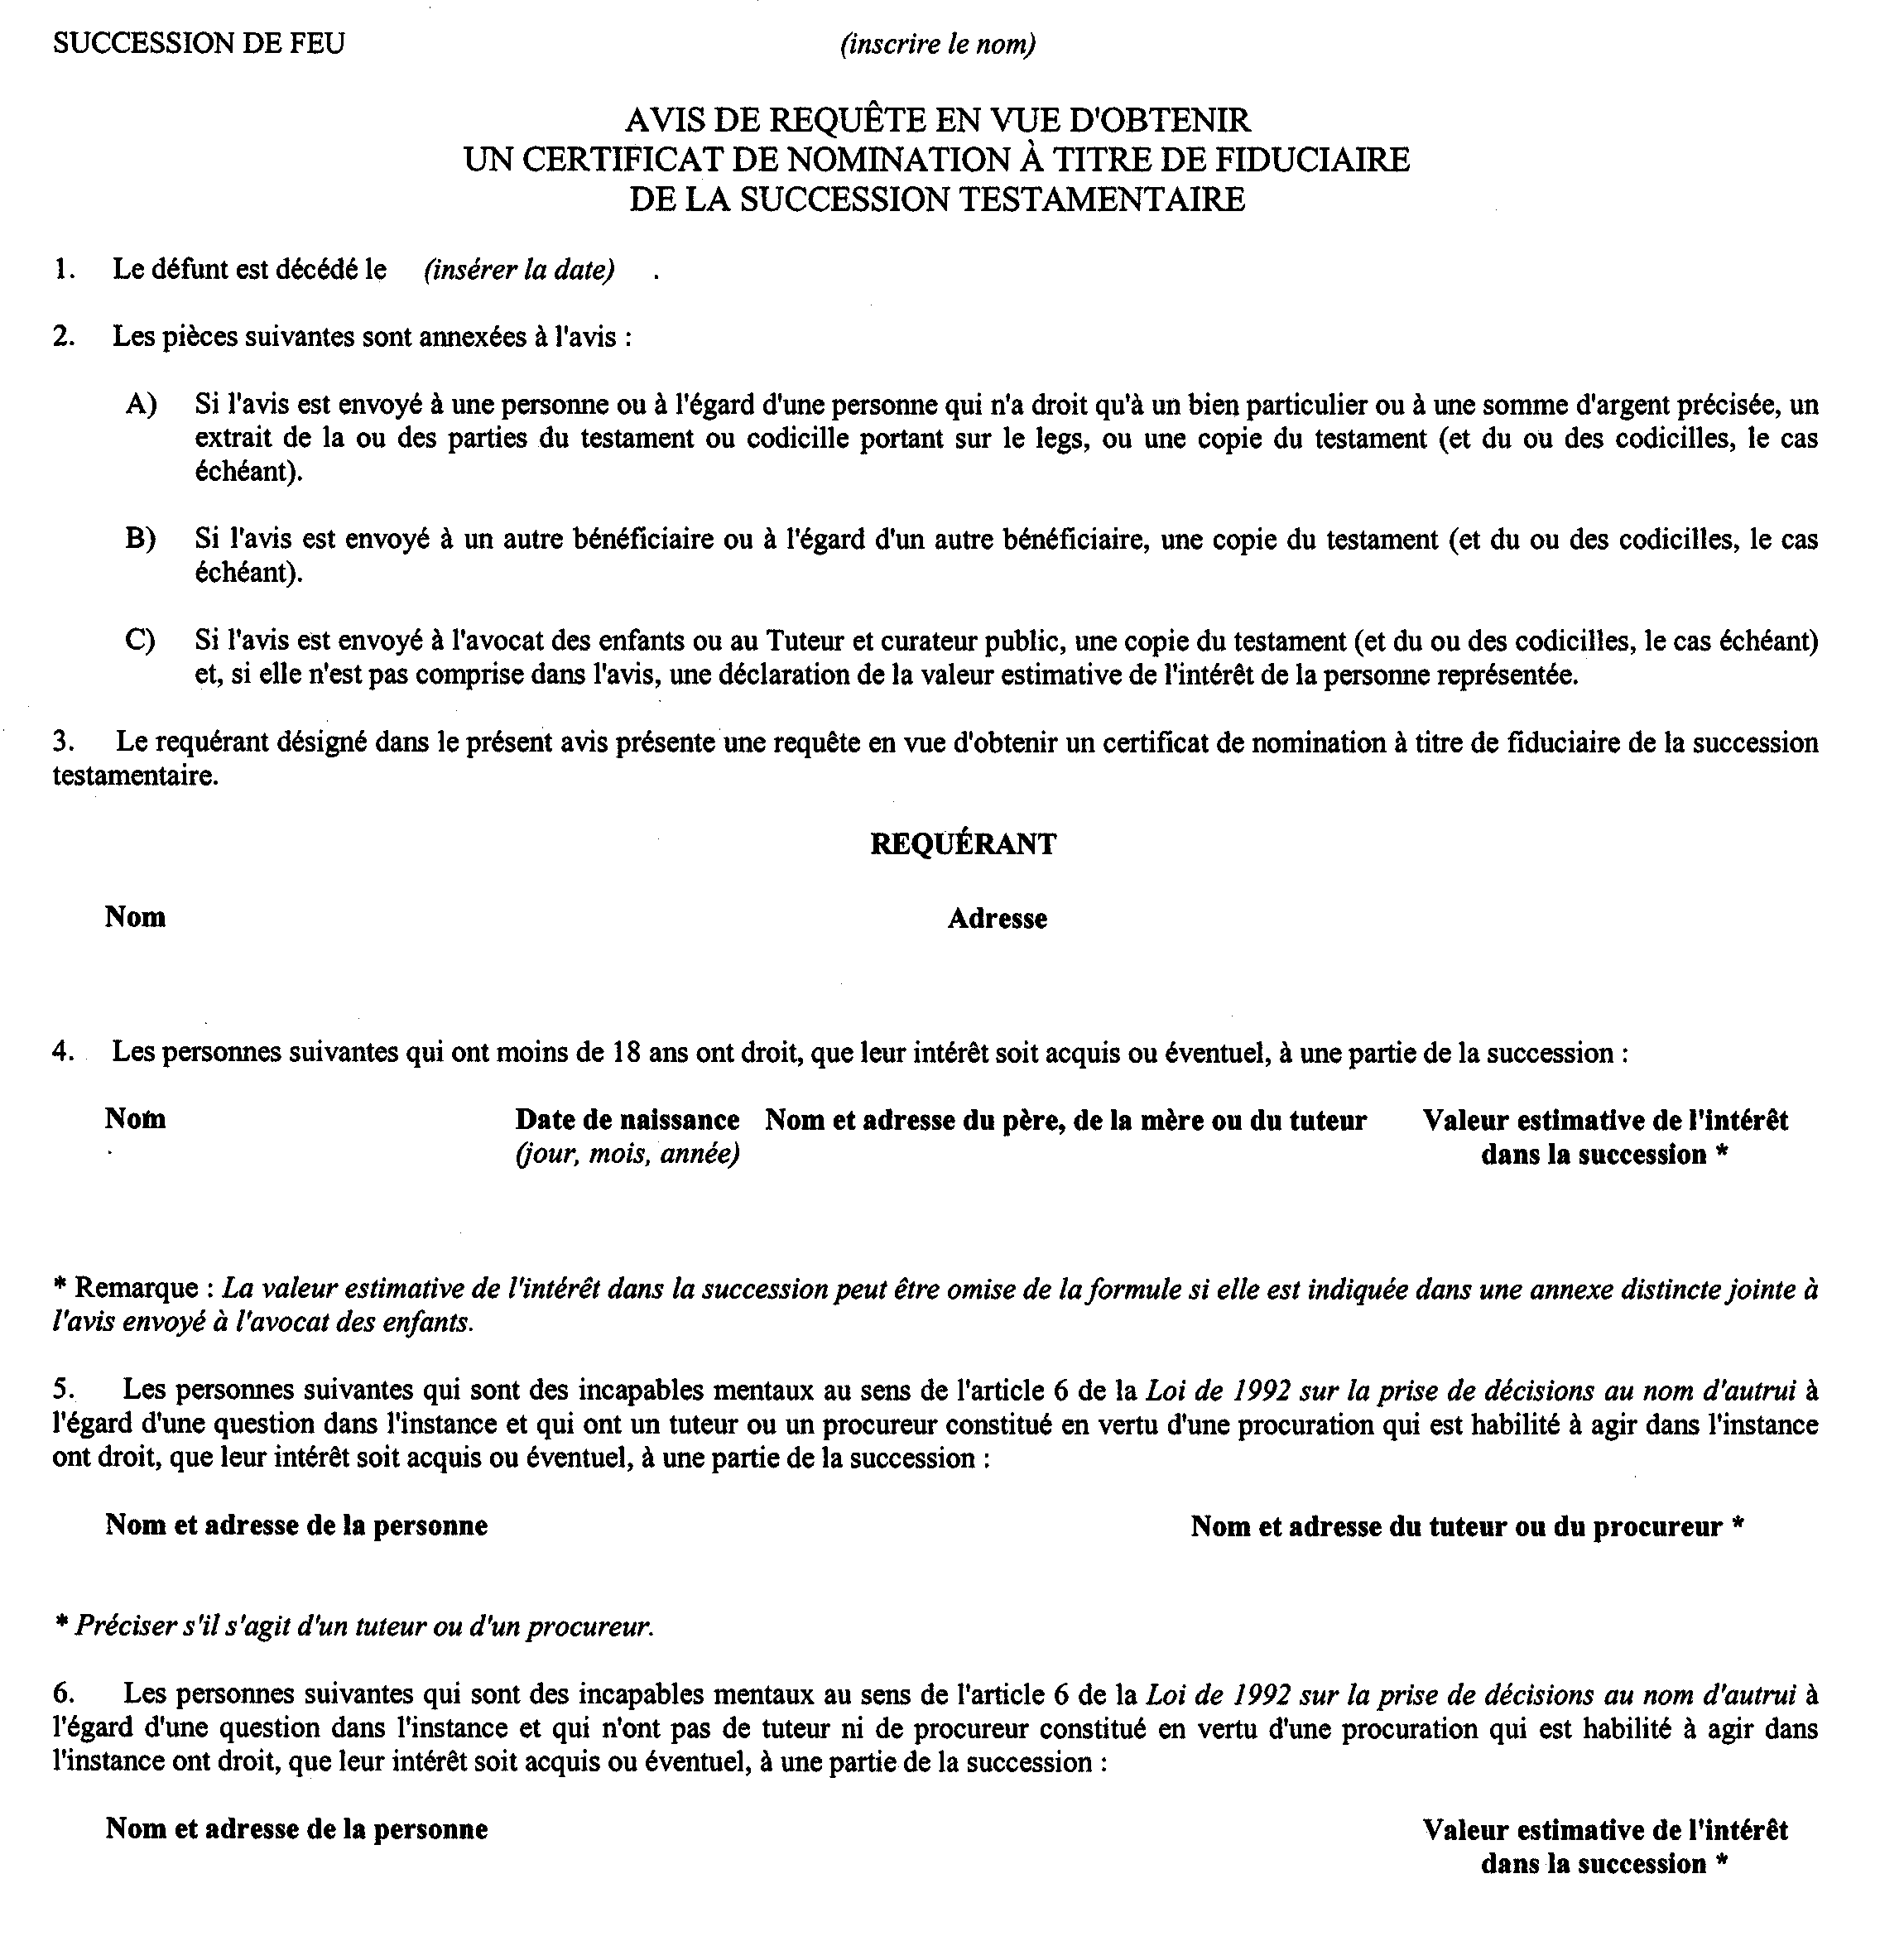 SUCCESSION DE FEU (inscrire le nom)
AVIS DE REQUÊTE EN VUE D'OBTENIR
UN CERTIFICAT DE NOMINATION À TITRE DE FIDUCIAIRE
DE LA SUCCESSION TESTAMENTAIRE
1. Le défunt est décédé le (insérer la date) .
2. Les pièces suivantes sont annexées à l'avis :
A) Si l'avis est envoyé à une personne ou à l'égard d'une personne qui n'a droit qu'à un bien particulier ou à une somme d'argent précisée, un
extrait de la ou des parties du testament ou codicille portant sur le legs, ou une copie du testament (et du ou des codicilles, le cas
échéant).
B) Si l'avis est envoyé à un autre bénéficiaire ou à l'égard d'un autre bénéficiaire, une copie du testament (et du ou des codicilles, le cas
échéant).
C) Si l'avis est envoyé à l'avocat des enfants ou au Tuteur et curateur public, une copie du testament (et du ou des codicilles, le cas échéant)
et, si elle n'est pas comprise dans l'avis, une déclaration de la valeur estimative de l'intérêt de la personne représentée.
3. Le requérant désigné dans le présent avis présente une requête en vue d'obtenir un certificat de nomination à titre de fiduciaire de la succession
testamentaire.
REQUÉRANT
Nom Adresse
4. Les personnes suivantes qui ont moins de 18 ans ont droit, que leur intérêt soit acquis ou éventuel, à une partie de la succession :
Nom Date de naissance Nom et adresse du père, de la mère ou du tuteur Valeur estimative de l'intérêt
(jour, mois, année) dans la succession *
* Remarque : La valeur estimative de l'intérêt dans la succession peut être omise de la formule si elle est indiquée dans une annexe distincte jointe à
l'avis envoyé à l'avocat des enfants.
5. Les personnes suivantes qui sont des incapables mentaux au sens de l'article 6 de la Loi de 1992 sur la prise de décisions au nom d'autrui à
l'égard d'une question dans l'instance et qui ont un tuteur ou un procureur constitué en vertu d'une procuration qui est habilité à agir dans l'instance
ont droit, que leur intérêt soit acquis ou éventuel, à une partie de la succession :
Nom et adresse de la personne Nom et adresse du tuteur ou du procureur *
* Préciser s'il s'agit d'un tuteur ou d'un procureur.
6. Les personnes suivantes qui sont des incapables mentaux au sens de l'article 6 de la Loi de 1992 sur la prise de décisions au nom d'autrui à
l'égard d'une question dans l'instance et qui n'ont pas de tuteur ni de procureur constitué en vertu d'une procuration qui est habilité à agir dans
l'instance ont droit, que leur intérêt soit acquis ou éventuel, à une partie de la succession :
Nom et adresse de la personne Valeur estimative de l'intérêt
dans la succession *